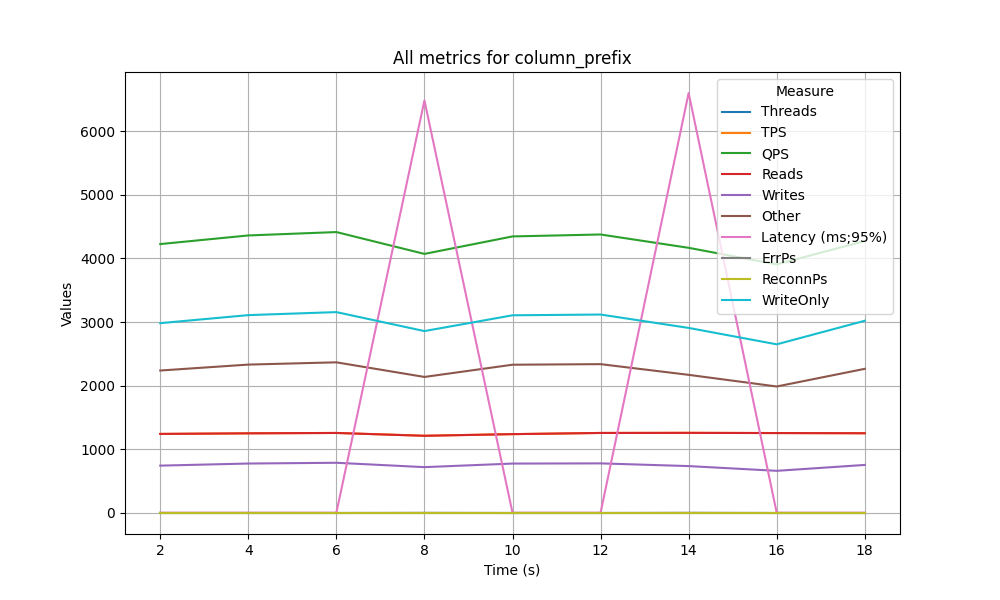 All metrics for column_prefix
Measure
Threads
TPS
QPS
Reads
Writes
Other
Latency (ms;95%)
ErrPs
ReconnPs
WriteOnly
Values
6000
5000
4000
3000
2000
1000
0
2 4 6 8 10 12 14 16 18
Time (s)